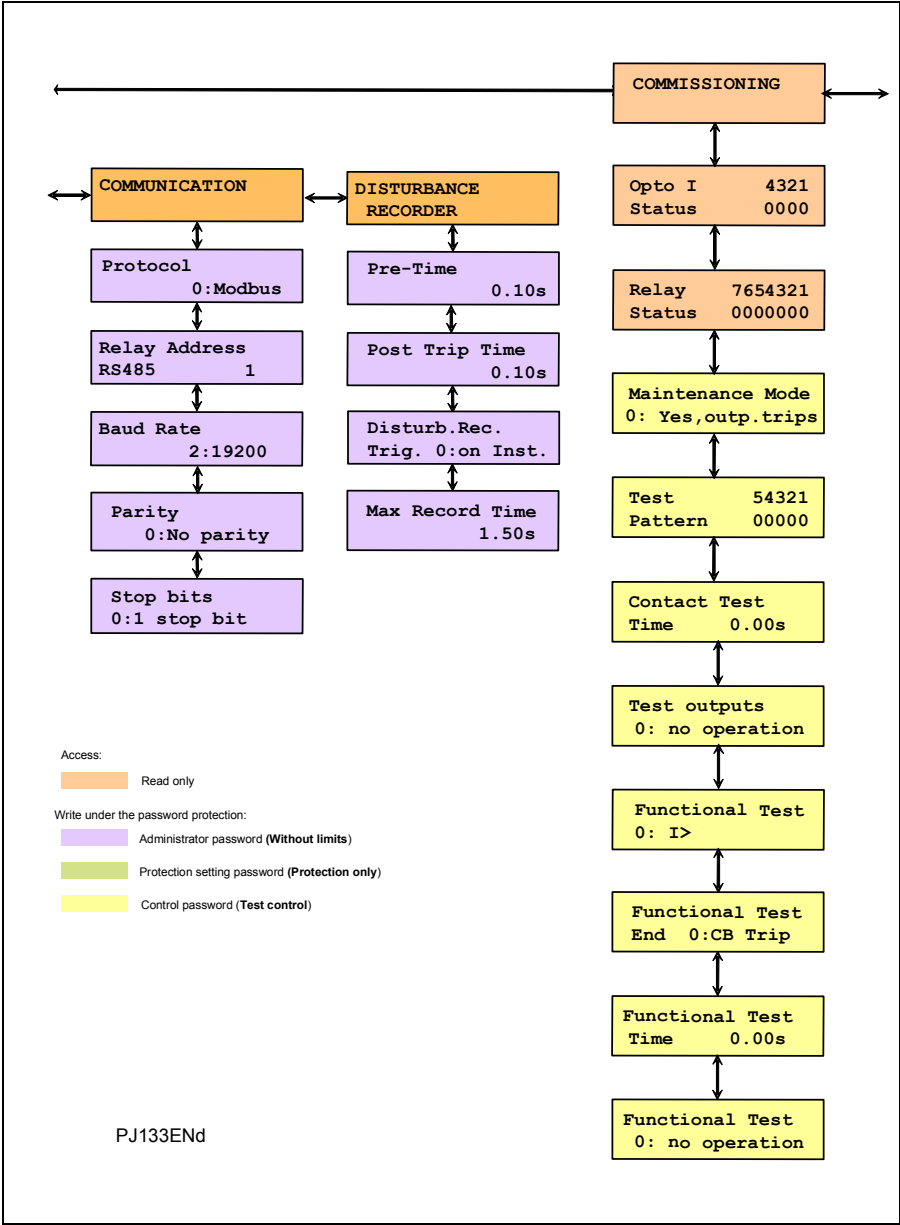 COMMISSIONING
Opto I 4321
Status 0000
Relay 7654321
Status 0000000
Maintenance Mode
0: Yes,outp.trips
Test 54321
Pattern 00000
Contact Test
Time 0.00s
Test outputs
0: no operation
Functional Test
0: I>
Functional Test
End 0:CB Trip
Functional Test
Time 0.00s
Functional Test
0: no operation
COMMUNICATION
Protocol
0:Modbus
Relay Address
RS485 1
Baud Rate
2:19200
Parity
0:No parity
Stop bits
0:1 stop bit
DISTURBANCE
RECORDER
Pre-Time
0.10s
Post Trip Time
0.10s
Disturb.Rec.
Trig. 0:on Inst.
Max Record Time
1.50s
Access:
Read only
Write under the password protection:
Administrator password (Without limits)
Protection setting password (Protection only)
Control password (Test control)
PJ133ENd